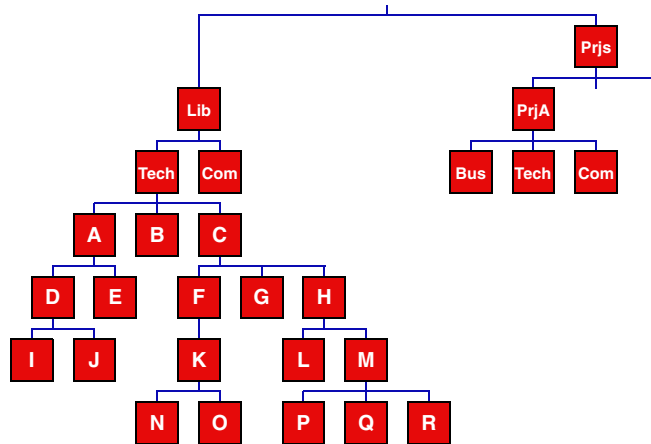 Prjs
Lib
PrjA
Tech Com
Bus Tech Com
A B C
D E F G H
I J K L M
N O P Q R